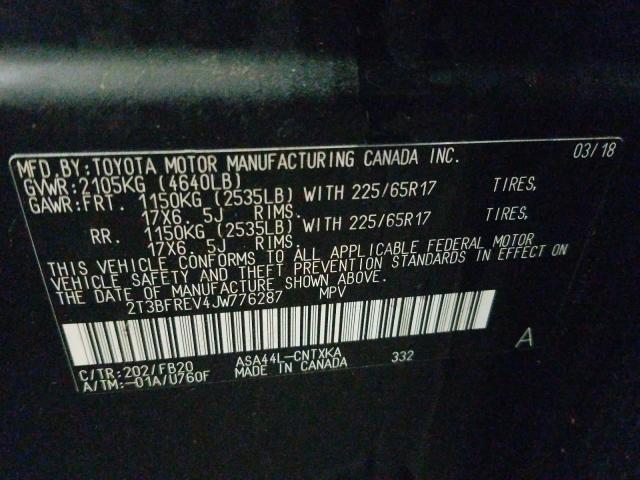 03/18
MFD.BY:TOYOTA MOTOR MANUFACTURING CANADA INC.
GVWR:2105KG (4640LB)
GAWR:FRT. 1150KG (2535LB) WITH 225/65R17 TIRES,
17X6. 5J RIMS.
RR. 1150KG (2535LB) WITH 225/65R17 TIRES,
17X6. 5J RIMS.
THIS VEHICLE CONFORMS TO ALL APPLICABLE FEDERAL MOTOR
VEHICLE SAFETY AND THEFT PREVENTION STANDARDS IN EFFECT ON
THE DATE OF MANUFACTURE SHOWN ABOVE.
2T3BFREV4JW776287 MPV
A
C/TR:202/FB20 ASA44L-CNTXKA 332
A/TM:-01A/U760F MADE IN CANADA